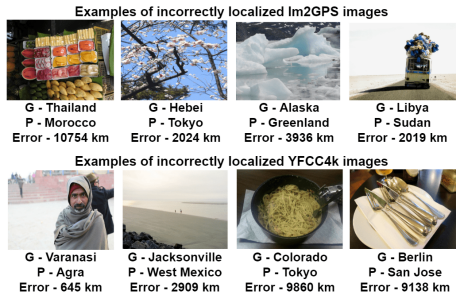 Examples of incorrectly localized Im2GPS images
G - Thailand
P - Morocco
Error - 10754 km
G - Hebei
P - Tokyo
Error - 2024 km
G - Alaska
P - Greenland
Error - 3936 km
G - Libya
P - Sudan
Error - 2019 km
Examples of incorrectly localized YFCC4k images
G - Varanasi
P - Agra
Error - 645 km
G - Jacksonville
P - West Mexico
Error - 2909 km
G - Colorado
P - Tokyo
Error - 9860 km
G - Berlin
P - San Jose
Error - 9138 km